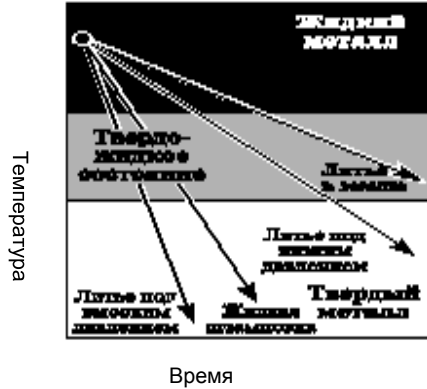 Жидкий
металл
Твердо-
жидкое
состояние
Литьё
в землю
Литье под
низким
давлением
Литье под
высоким
давлением
Жидкая
штамповка
Твердый
металл
Температура
Время